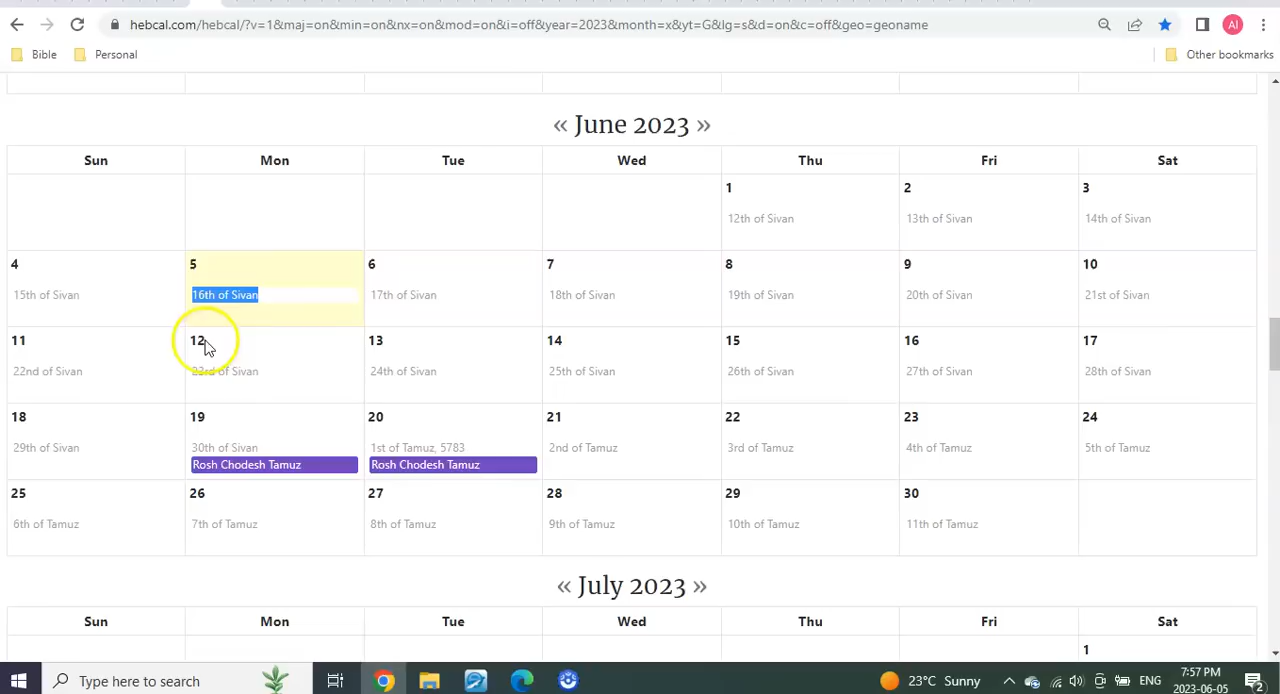 hebcal.com/hebcal/?v=1&maj=on&min=on&nx=on&mod=on&i=off&year=2023&month=x&yt=G&lg=s&d=on&c=off&geo=geoname
AI
Bible Personal Other bookmarks
« June 2023 »
Sun Mon Tue Wed Thu Fri Sat
1 2 3
12th of Sivan 13th of Sivan 14th of Sivan
4 5 6 7 8 9 10
15th of Sivan 16th of Sivan 17th of Sivan 18th of Sivan 19th of Sivan 20th of Sivan 21st of Sivan
11 12 13 14 15 16 17
22nd of Sivan 23rd of Sivan 24th of Sivan 25th of Sivan 26th of Sivan 27th of Sivan 28th of Sivan
18 19 20 21 22 23 24
29th of Sivan 30th of Sivan 1st of Tamuz, 5783 2nd of Tamuz 3rd of Tamuz 4th of Tamuz 5th of Tamuz
Rosh Chodesh Tamuz Rosh Chodesh Tamuz
25 26 27 28 29 30
6th of Tamuz 7th of Tamuz 8th of Tamuz 9th of Tamuz 10th of Tamuz 11th of Tamuz
« July 2023 »
Sun Mon Tue Wed Thu Fri Sat
1
Type here to search 23°C Sunny ENG 7:57 PM
2023-06-05 2